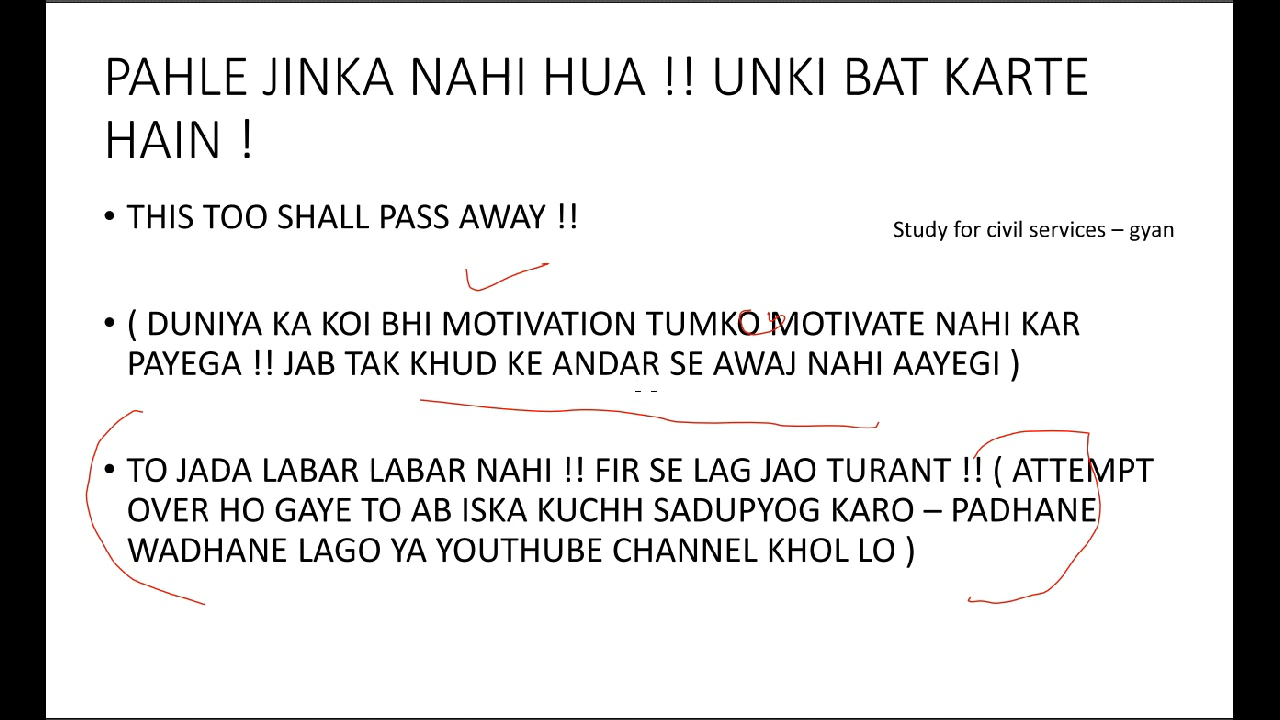 PAHLE JINKA NAHI HUA !! UNKI BAT KARTE
HAIN !
• THIS TOO SHALL PASS AWAY !!
Study for civil services – gyan
• ( DUNIYA KA KOI BHI MOTIVATION TUMKO MOTIVATE NAHI KAR
PAYEGA !! JAB TAK KHUD KE ANDAR SE AWAJ NAHI AAYEGI )
• TO JADA LABAR LABAR NAHI !! FIR SE LAG JAO TURANT !! ( ATTEMPT
OVER HO GAYE TO AB ISKA KUCHH SADUPYOG KARO – PADHANE
WADHANE LAGO YA YOUTHUBE CHANNEL KHOL LO )